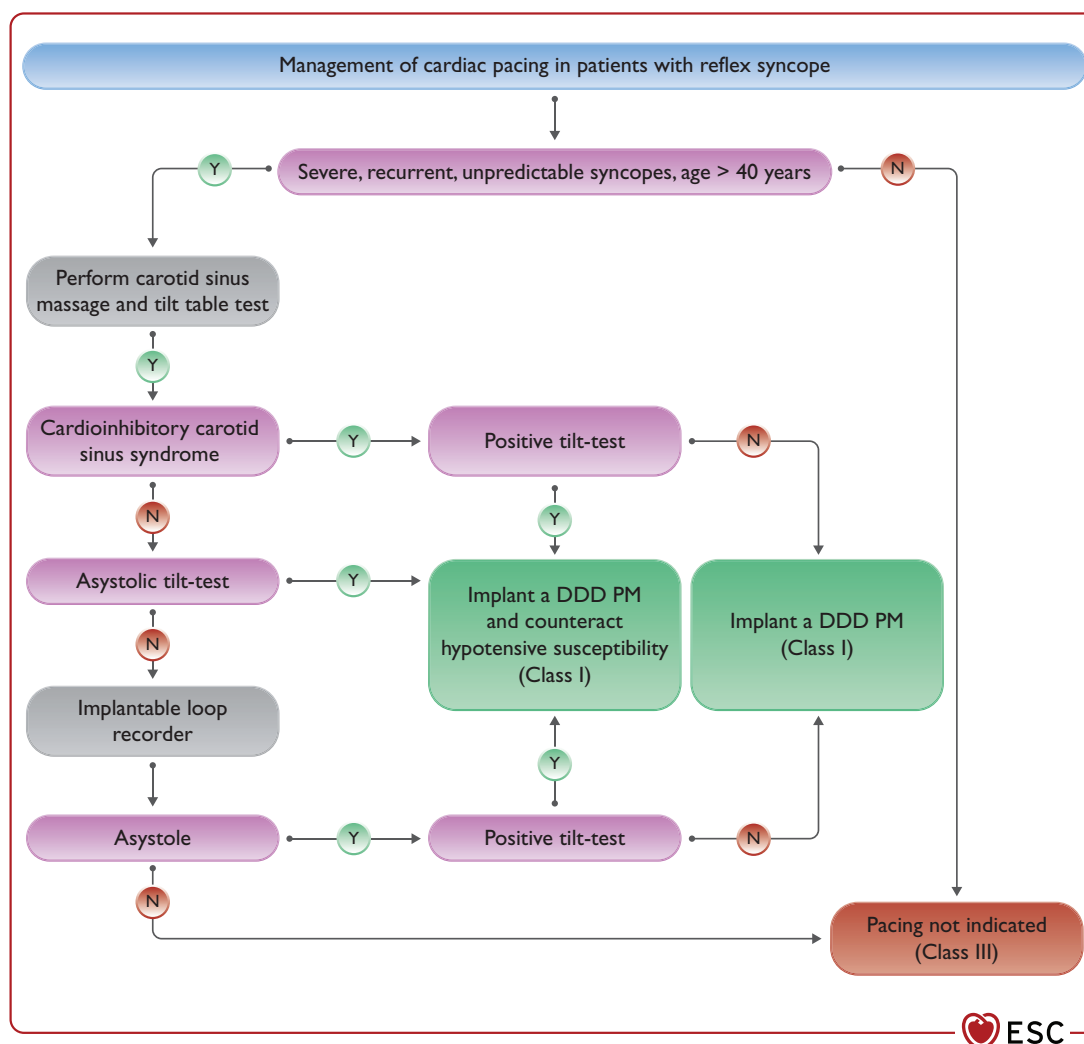 Management of cardiac pacing in patients with reflex syncope
Y
Severe, recurrent, unpredictable syncopes, age > 40 years
N
Perform carotid sinus
massage and tilt table test
Y
Cardioinhibitory carotid
sinus syndrome
Y
Positive tilt-test
N
N
Y
Asystolic tilt-test
Y
Implant a DDD PM
and counteract
hypotensive susceptibility
(Class I)
Implant a DDD PM
(Class I)
N
Implantable loop
recorder
Y
Asystole
Y
Positive tilt-test
N
N
Pacing not indicated
(Class III)
ESC